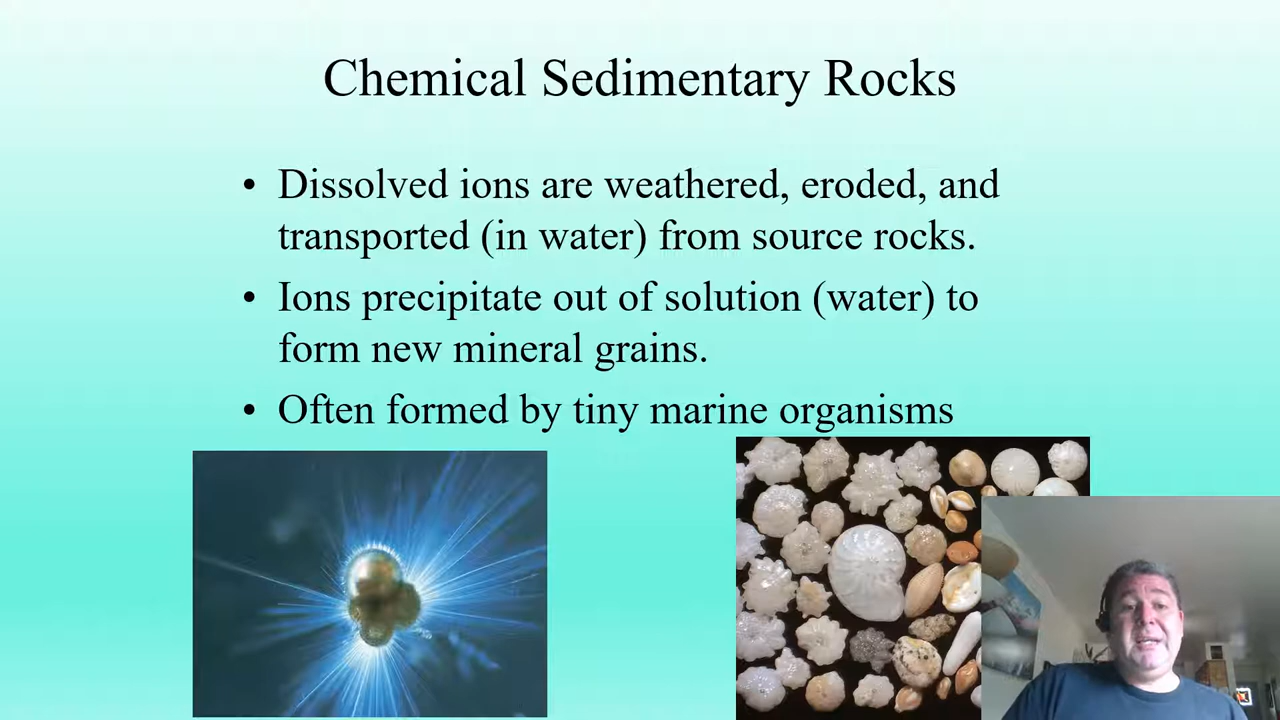 Chemical Sedimentary Rocks
• Dissolved ions are weathered, eroded, and
transported (in water) from source rocks.
• Ions precipitate out of solution (water) to
form new mineral grains.
• Often formed by tiny marine organisms